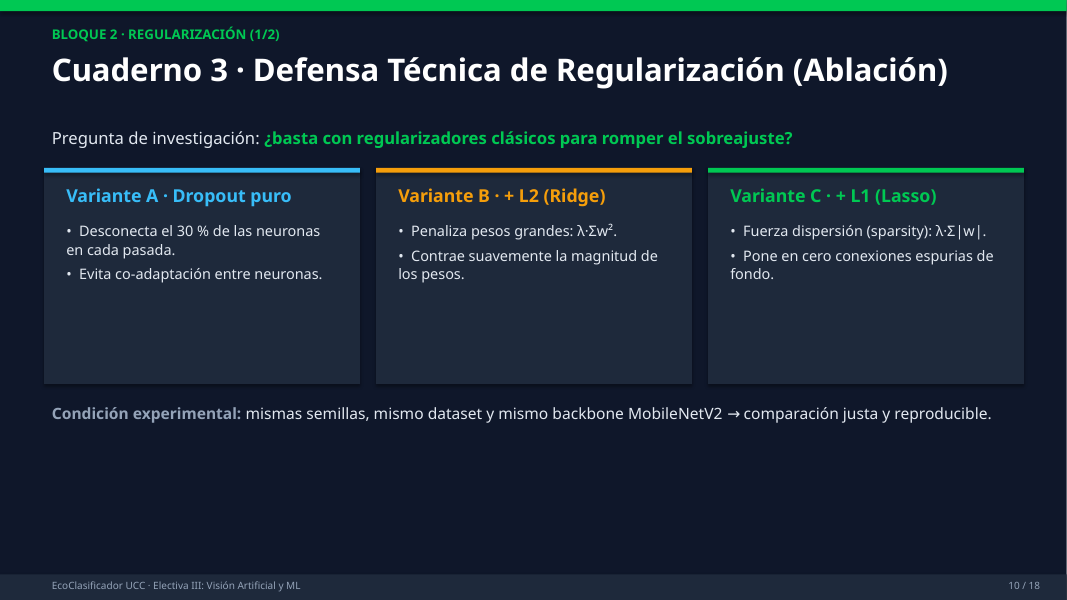 BLOQUE 2 · REGULARIZACIÓN (1/2)
Cuaderno 3 · Defensa Técnica de Regularización (Ablación)
Pregunta de investigación: ¿basta con regularizadores clásicos para romper el sobreajuste?
Variante A · Dropout puro
• Desconecta el 30 % de las neuronas
en cada pasada.
• Evita co-adaptación entre neuronas.
Variante B · + L2 (Ridge)
• Penaliza pesos grandes: λ·Σw².
• Contrae suavemente la magnitud de
los pesos.
Variante C · + L1 (Lasso)
• Fuerza dispersión (sparsity): λ·Σ|w|.
• Pone en cero conexiones espurias de
fondo.
Condición experimental: mismas semillas, mismo dataset y mismo backbone MobileNetV2 → comparación justa y reproducible.
EcoClasificador UCC · Electiva III: Visión Artificial y ML
10 / 18